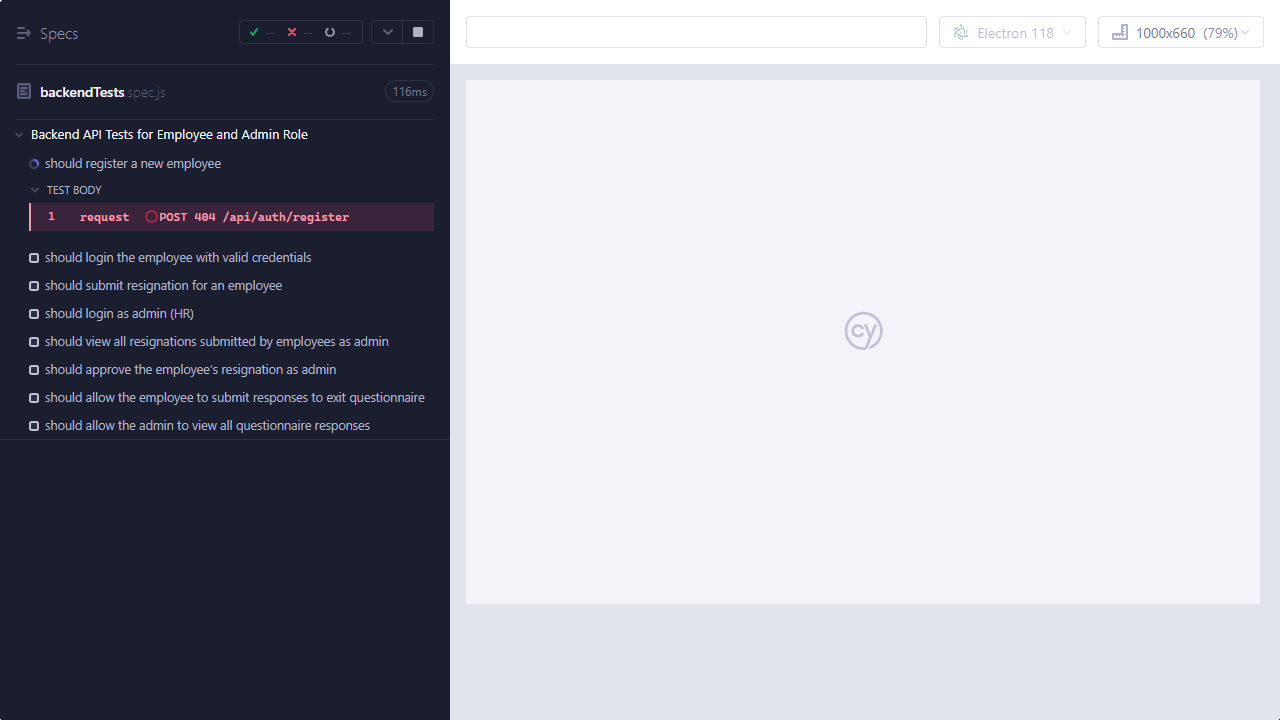 Specs -- -- --
Electron 118 1000x660 (79%)
backendTests.spec.js 116ms
Backend API Tests for Employee and Admin Role
should register a new employee
TEST BODY
1 request POST 404 /api/auth/register
should login the employee with valid credentials
should submit resignation for an employee
should login as admin (HR)
should view all resignations submitted by employees as admin
should approve the employee's resignation as admin
should allow the employee to submit responses to exit questionnaire
should allow the admin to view all questionnaire responses
cy